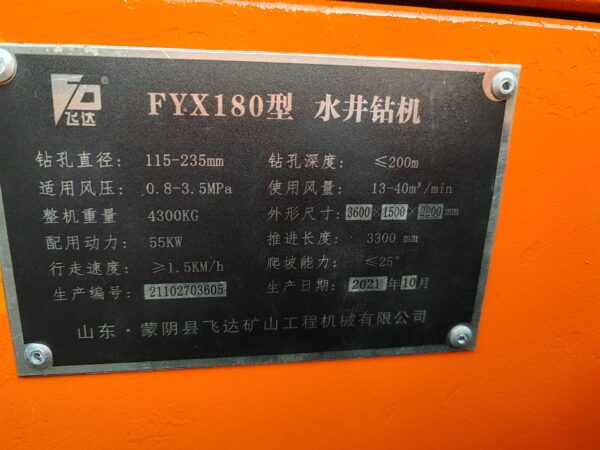 飞达 ®
FYX180型 水井钻机
钻孔直径: 115-235mm 钻孔深度: ≤200m
适用风压: 0.8-3.5MPa 使用风量: 13-40m³/min
整机重量 4300KG 外形尺寸: 3600×1500×2200mm
配用动力: 55KW 推进长度: 3300 mm
行走速度: ≥1.5KM/h 爬坡能力: ≤25°
生产编号: 21102703605 生产日期: 2021年10月
山东·蒙阴县飞达矿山工程机械有限公司